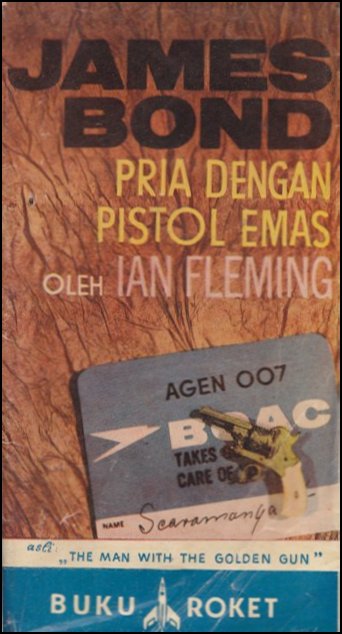 JAMES
BOND
PRIA DENGAN
PISTOL EMAS
OLEH IAN FLEMING
AGEN 007
BOAC
TAKES
CARE OF
NAME Scaramanga
asli: „THE MAN WITH THE GOLDEN GUN"
BUKU ROKET